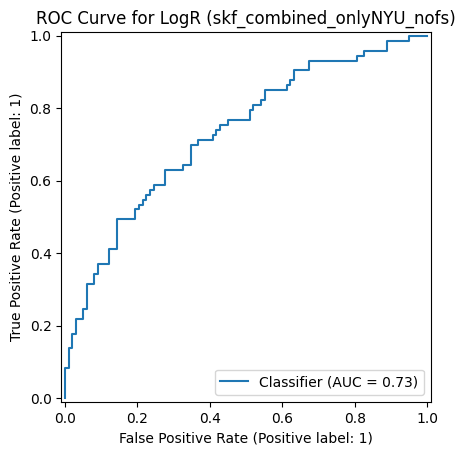 ROC Curve for LogR (skf_combined_onlyNYU_nofs)
True Positive Rate (Positive label: 1)
1.0
0.8
0.6
0.4
0.2
0.0
Classifier (AUC = 0.73)
0.0 0.2 0.4 0.6 0.8 1.0
False Positive Rate (Positive label: 1)